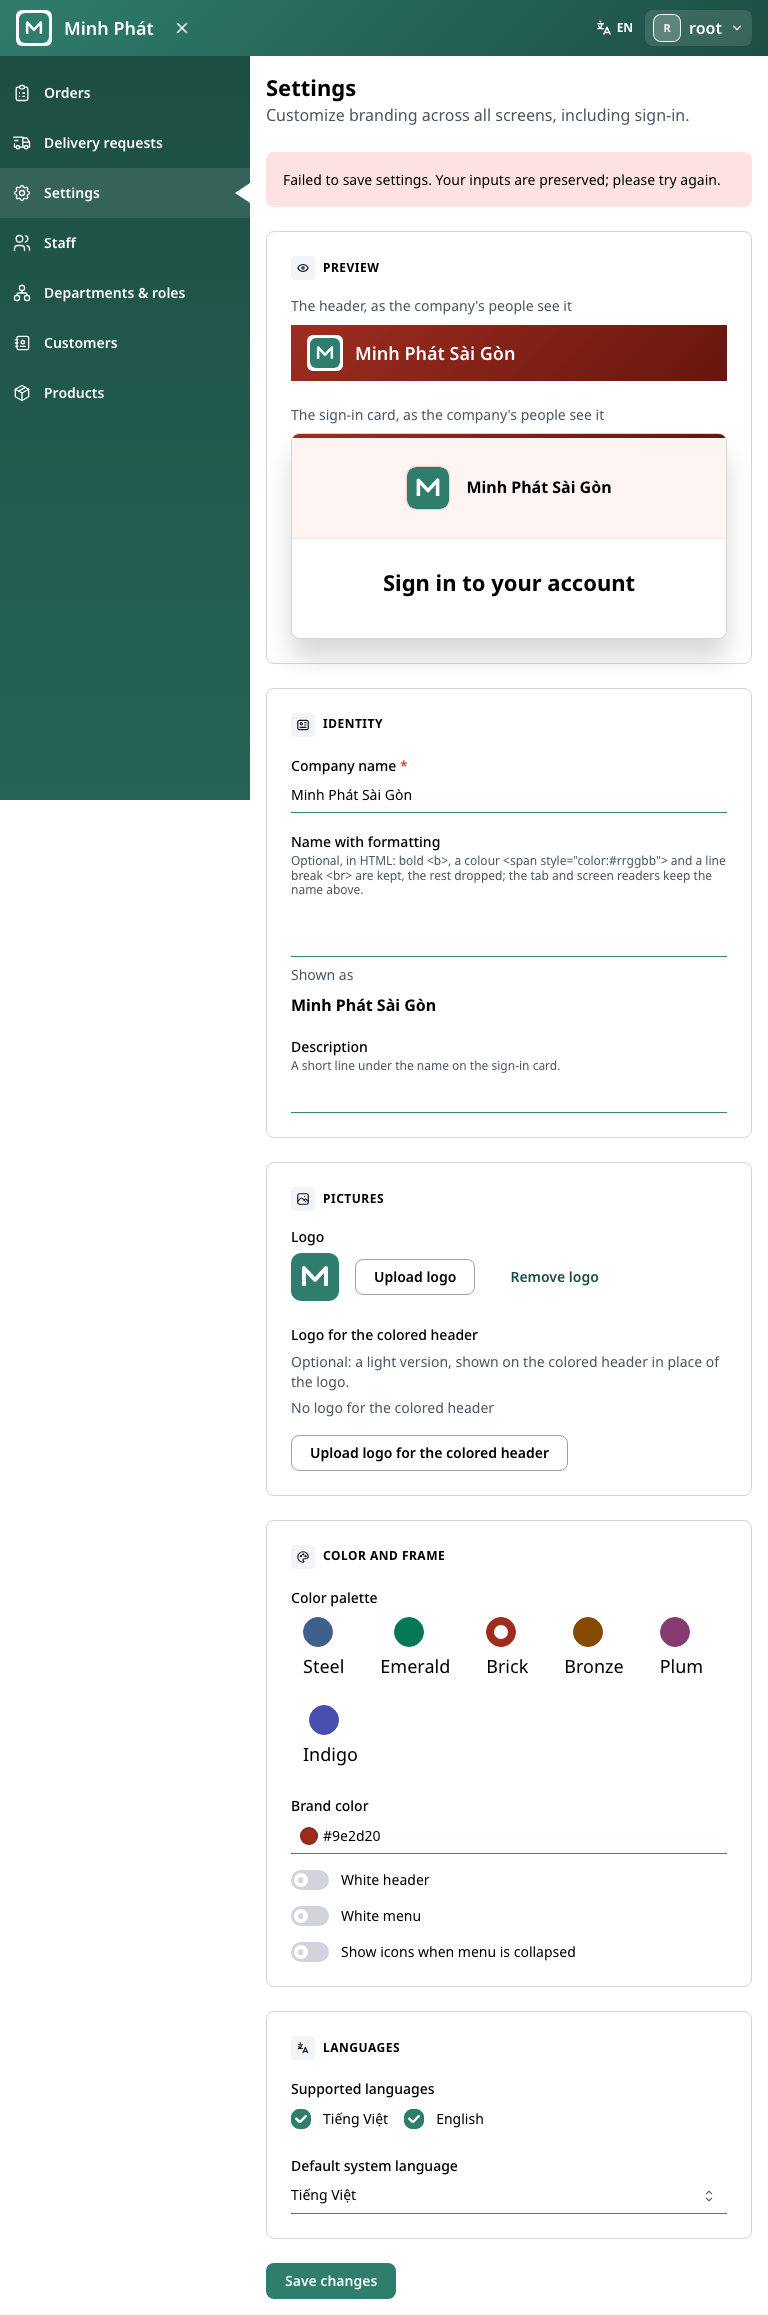 Minh Phát
EN
R
root
Orders
Delivery requests
Settings
Staff
Departments & roles
Customers
Products
Settings
Customize branding across all screens, including sign-in.
Failed to save settings. Your inputs are preserved; please try again.
PREVIEW
The header, as the company's people see it
Minh Phát Sài Gòn
The sign-in card, as the company's people see it
Minh Phát Sài Gòn
Sign in to your account
IDENTITY
Company name *
Minh Phát Sài Gòn
Name with formatting
Optional, in HTML: bold <b>, a colour <span style="color:#rrggbb"> and a line
break <br> are kept, the rest dropped; the tab and screen readers keep the
name above.
Shown as
Minh Phát Sài Gòn
Description
A short line under the name on the sign-in card.
PICTURES
Logo
Upload logo
Remove logo
Logo for the colored header
Optional: a light version, shown on the colored header in place of
the logo.
No logo for the colored header
Upload logo for the colored header
COLOR AND FRAME
Color palette
Steel
Emerald
Brick
Bronze
Plum
Indigo
Brand color
#9e2d20
White header
White menu
Show icons when menu is collapsed
LANGUAGES
Supported languages
Tiếng Việt
English
Default system language
Tiếng Việt
Save changes